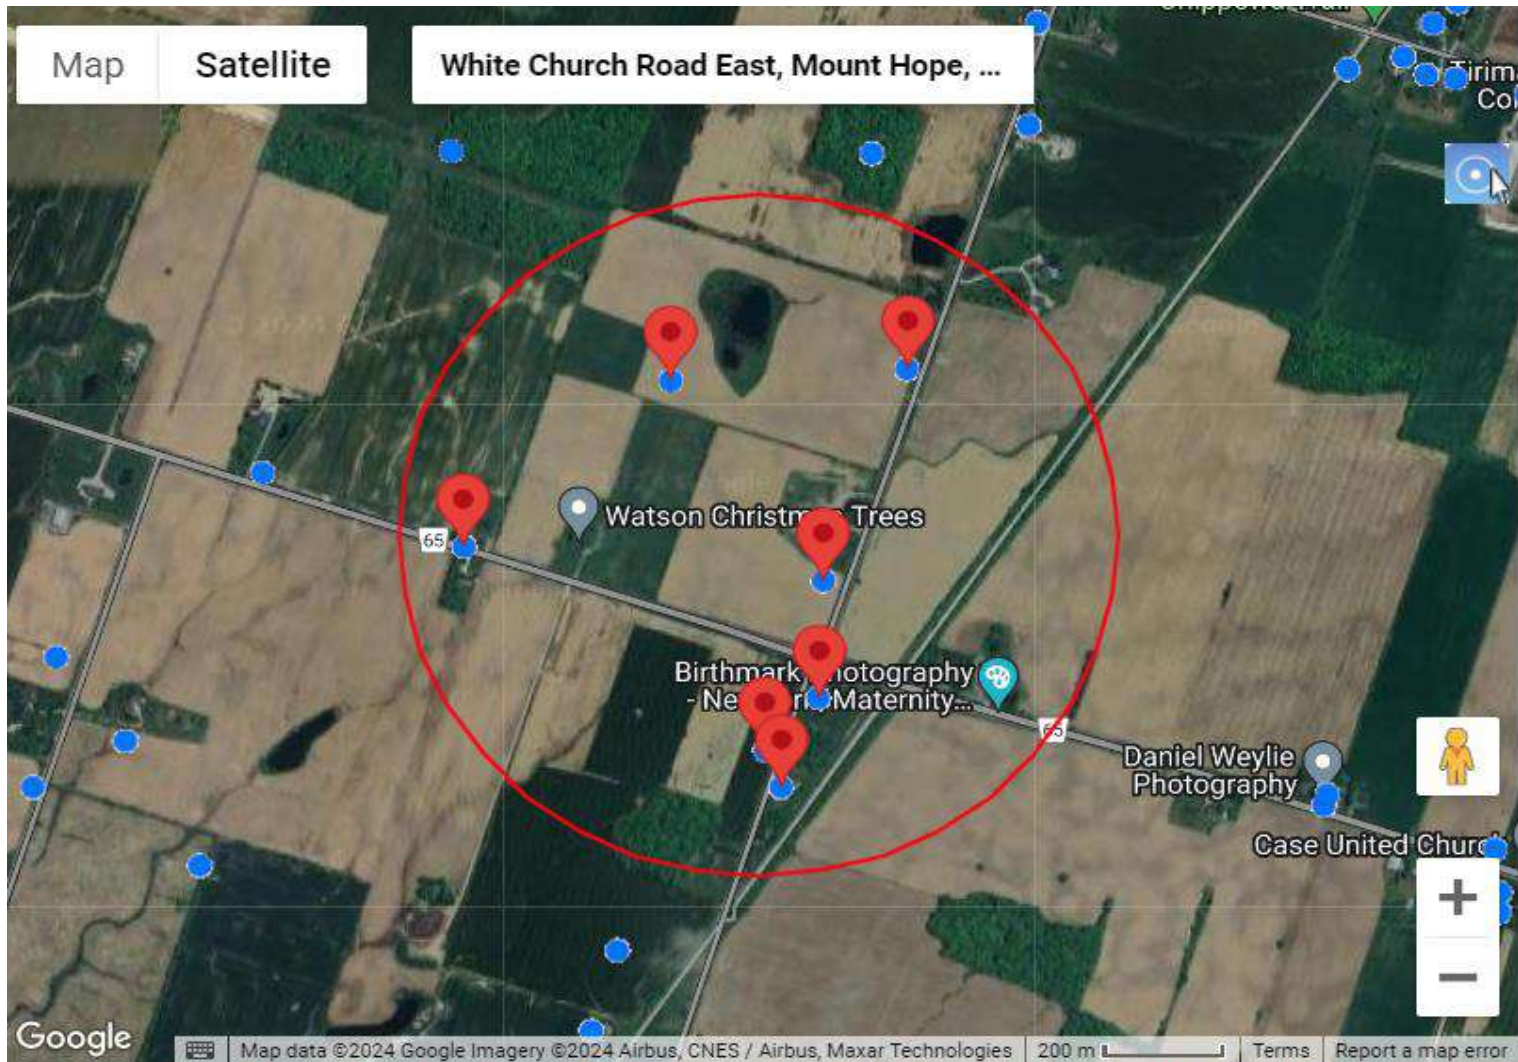 Map
Satellite
White Church Road East, Mount Hope, ...
65
Watson Christm Trees
Birthmark Photography
- Ne Maternity...
65
Daniel Weylie
Photography
Case United Churc
Google
Map data ©2024 Google Imagery ©2024 Airbus, CNES / Airbus, Maxar Technologies
200 m
Terms
Report a map error